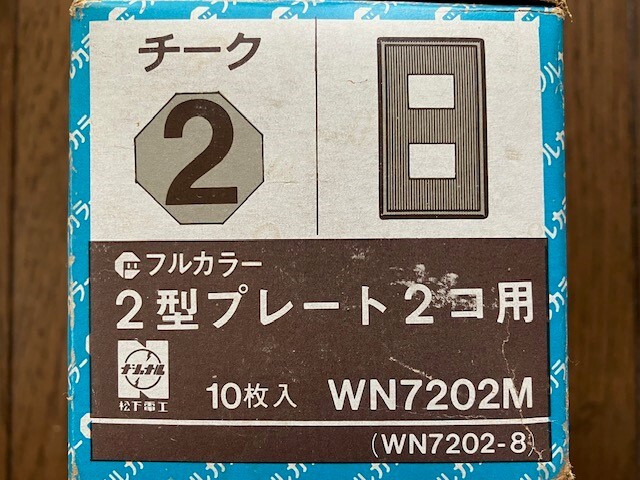 チーク
2
フルカラー
2型プレート2コ用
ナショナル
松下電工
10枚入 WN7202M
(WN7202-8)